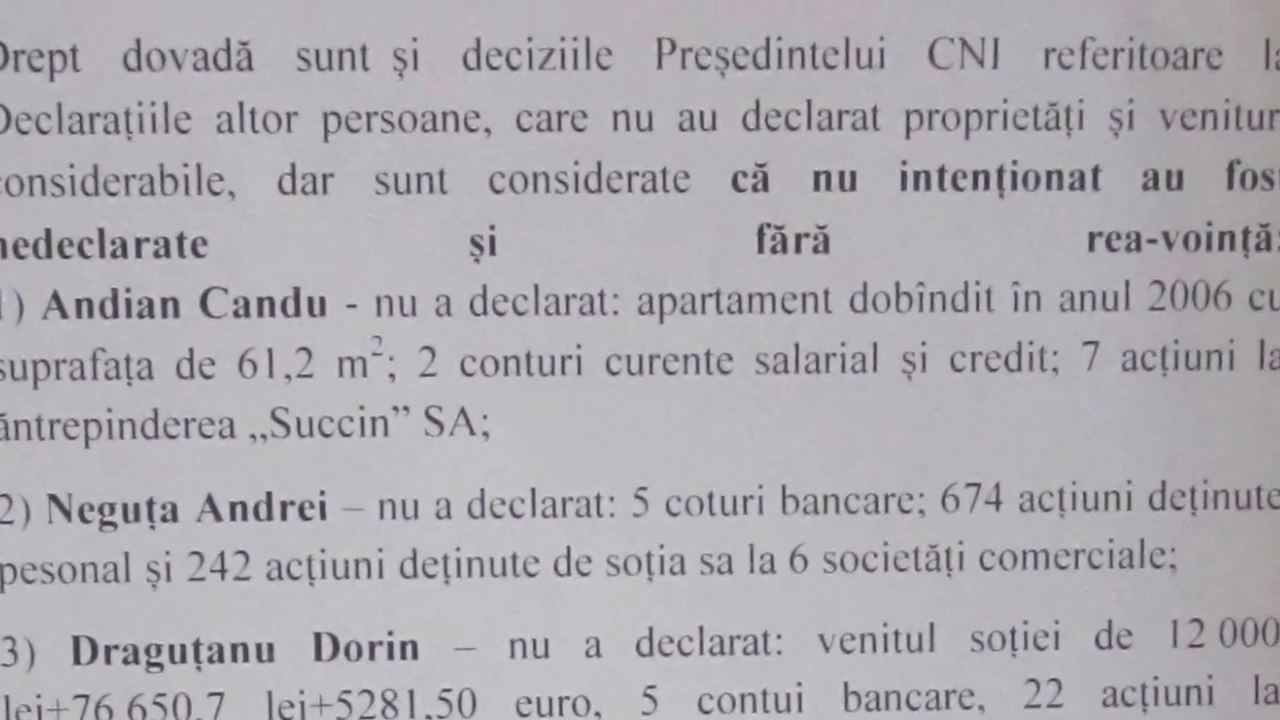 Drept dovadă sunt și deciziile Președintelui CNI referitoare la
Declarațiile altor persoane, care nu au declarat proprietăți și venitur
considerabile, dar sunt considerate că nu intenționat au fost
nedeclarate și fără rea-voință:
1) Andian Candu - nu a declarat: apartament dobîndit în anul 2006 cu
suprafața de 61,2 m²; 2 conturi curente salarial și credit; 7 acțiuni la
ăntrepinderea „Succin” SA;
2) Neguța Andrei – nu a declarat: 5 coturi bancare; 674 acțiuni deținute
pesonal și 242 acțiuni deținute de soția sa la 6 societăți comerciale;
3) Draguțanu Dorin – nu a declarat: venitul soției de 12 000
lei+76 650,7 lei+5281,50 euro, 5 contui bancare, 22 acțiuni la